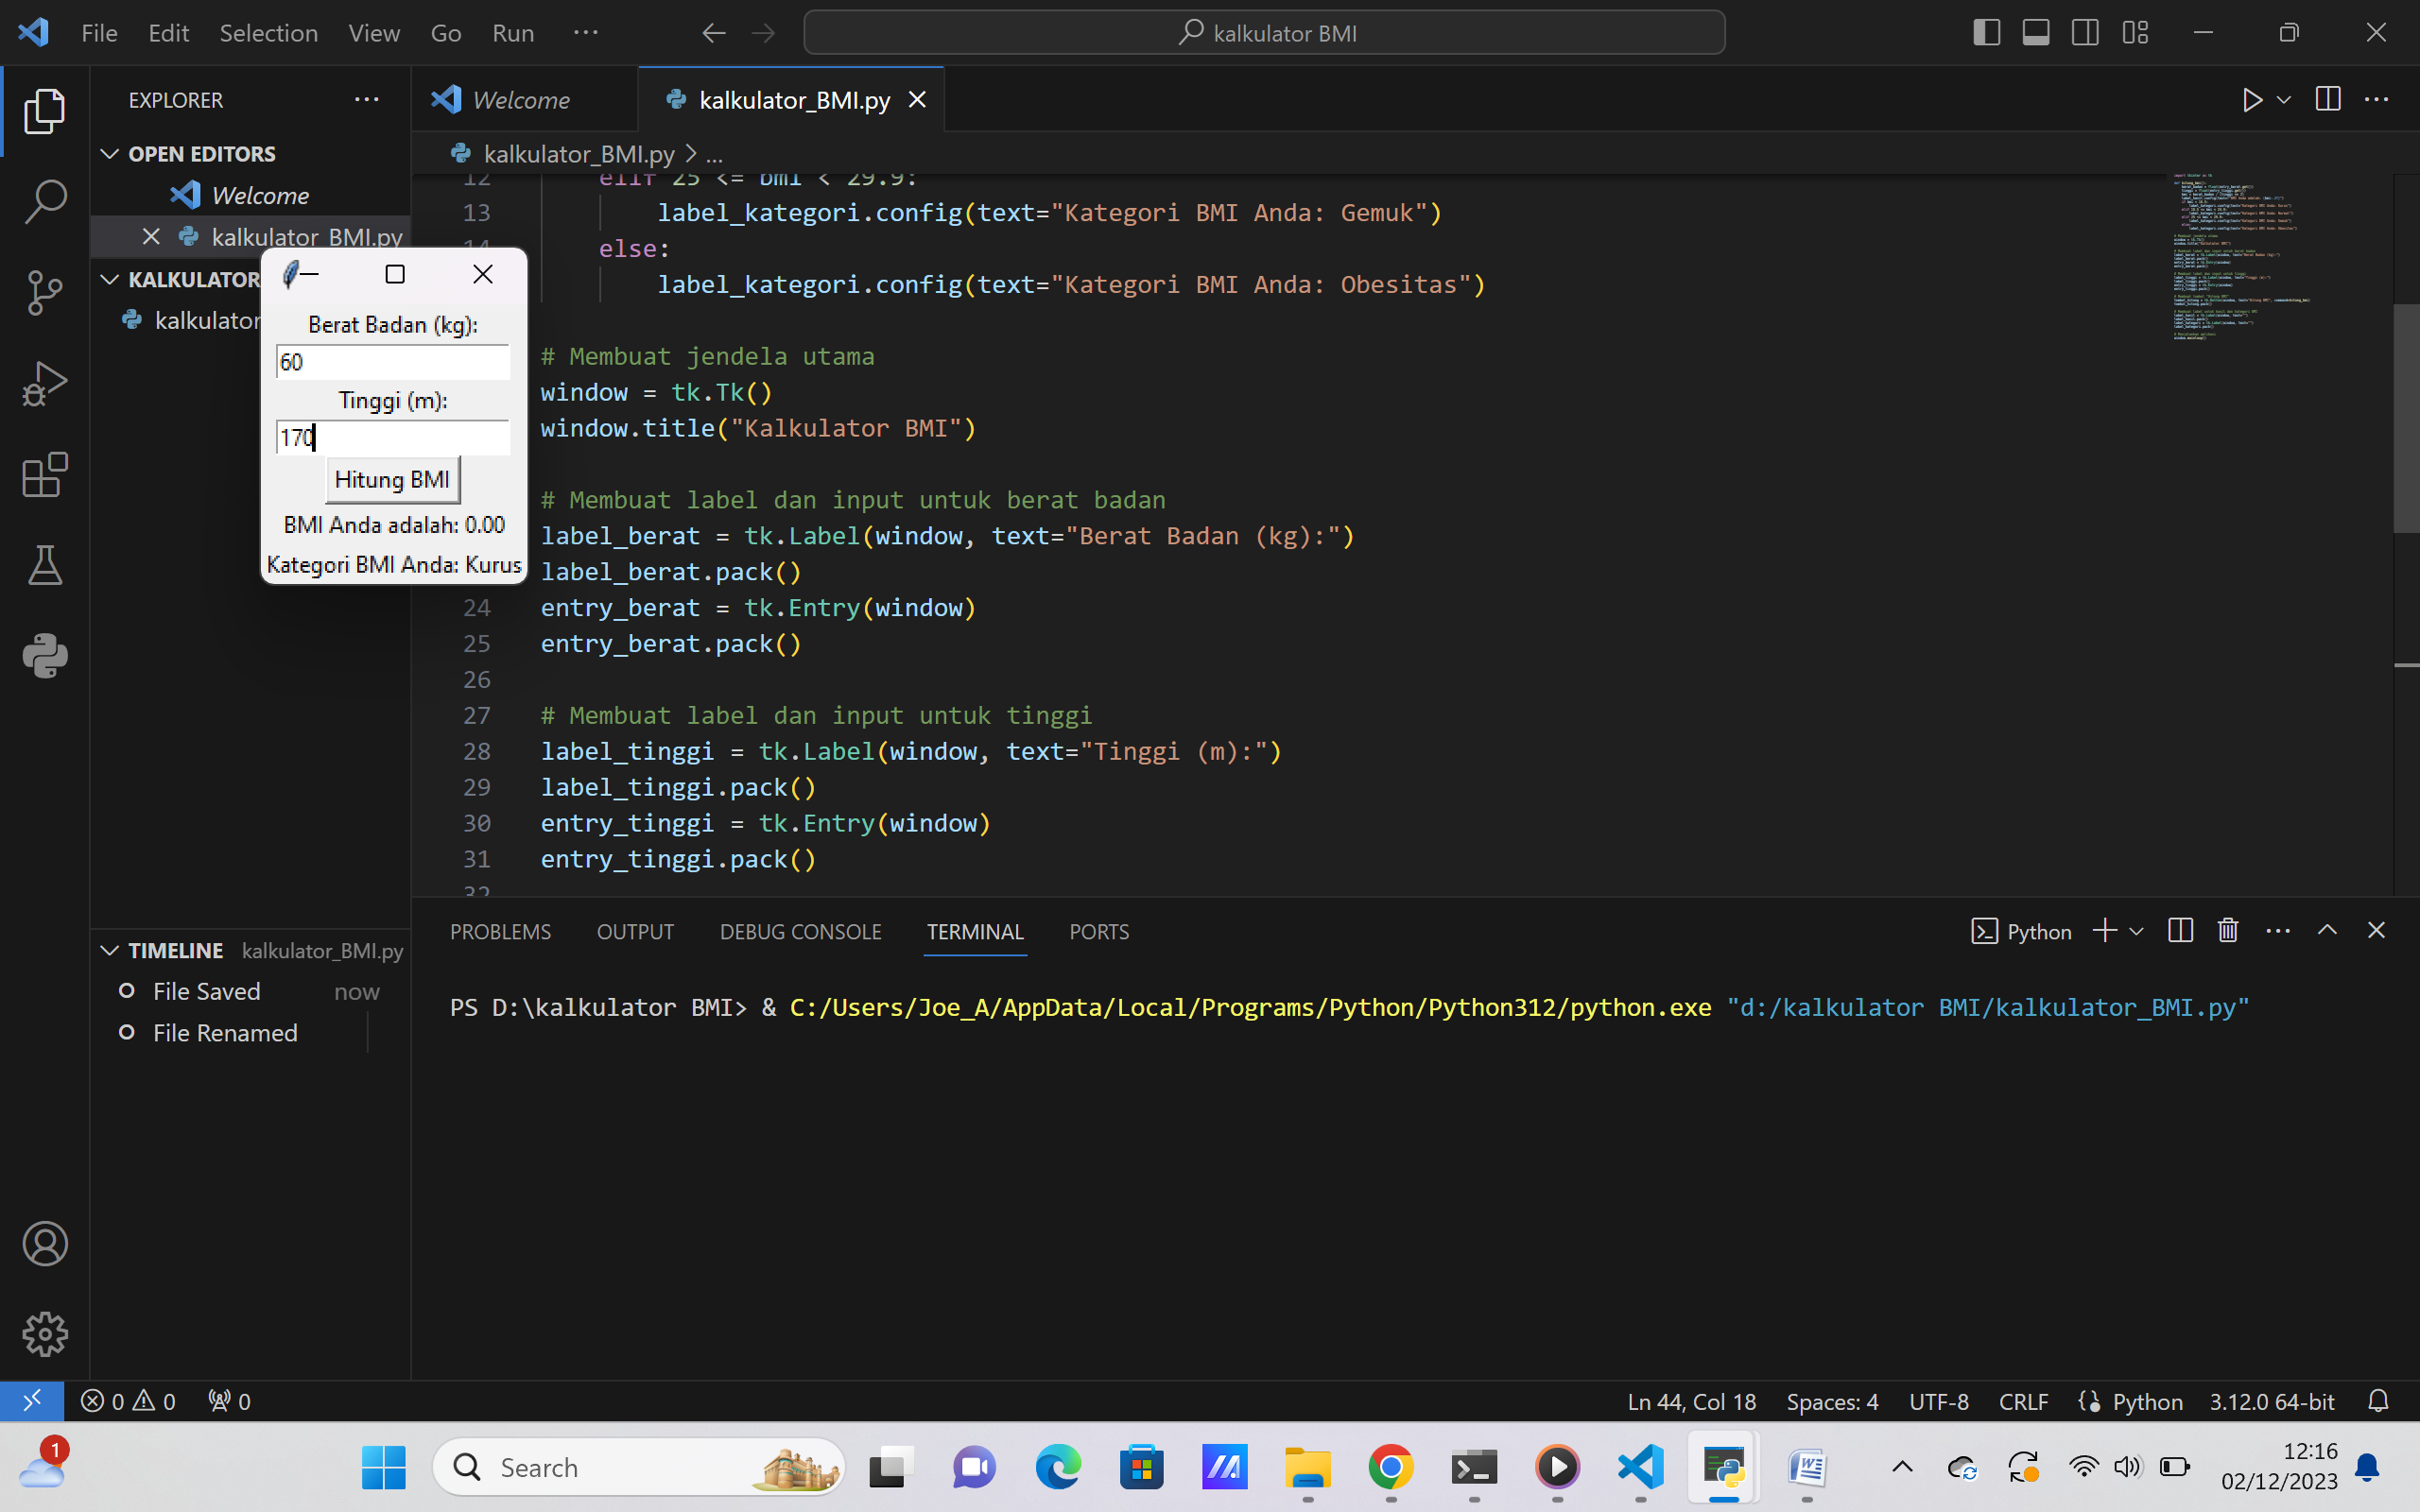 File Edit Selection View Go Run ... kalkulator BMI
EXPLORER
OPEN EDITORS
Welcome
kalkulator_BMI.py
KALKULATOR
kalkulator
Berat Badan (kg):
60
Tinggi (m):
170
Hitung BMI
BMI Anda adalah: 0.00
Kategori BMI Anda: Kurus
TIMELINE kalkulator_BMI.py
File Saved now
File Renamed
Welcome kalkulator_BMI.py
kalkulator_BMI.py > ...
12 elif 25 <= bmi < 29.9:
13 label_kategori.config(text="Kategori BMI Anda: Gemuk")
14 else:
label_kategori.config(text="Kategori BMI Anda: Obesitas")
# Membuat jendela utama
window = tk.Tk()
window.title("Kalkulator BMI")
# Membuat label dan input untuk berat badan
label_berat = tk.Label(window, text="Berat Badan (kg):")
label_berat.pack()
24 entry_berat = tk.Entry(window)
25 entry_berat.pack()
26
27 # Membuat label dan input untuk tinggi
28 label_tinggi = tk.Label(window, text="Tinggi (m):")
29 label_tinggi.pack()
30 entry_tinggi = tk.Entry(window)
31 entry_tinggi.pack()
32
PROBLEMS OUTPUT DEBUG CONSOLE TERMINAL PORTS Python
PS D:\kalkulator BMI> & C:/Users/Joe_A/AppData/Local/Programs/Python/Python312/python.exe "d:/kalkulator BMI/kalkulator_BMI.py"
0 0 0 Ln 44, Col 18 Spaces: 4 UTF-8 CRLF Python 3.12.0 64-bit
1 Search 12:16
02/12/2023